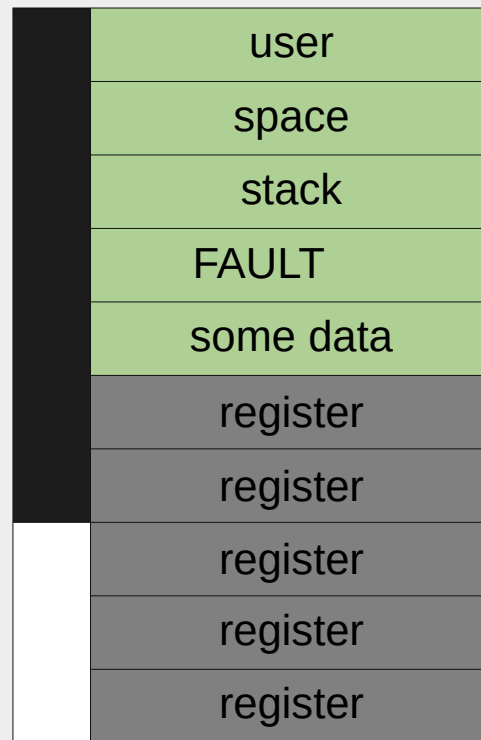 user
space
stack
FAULT
some data
register
register
register
register
register